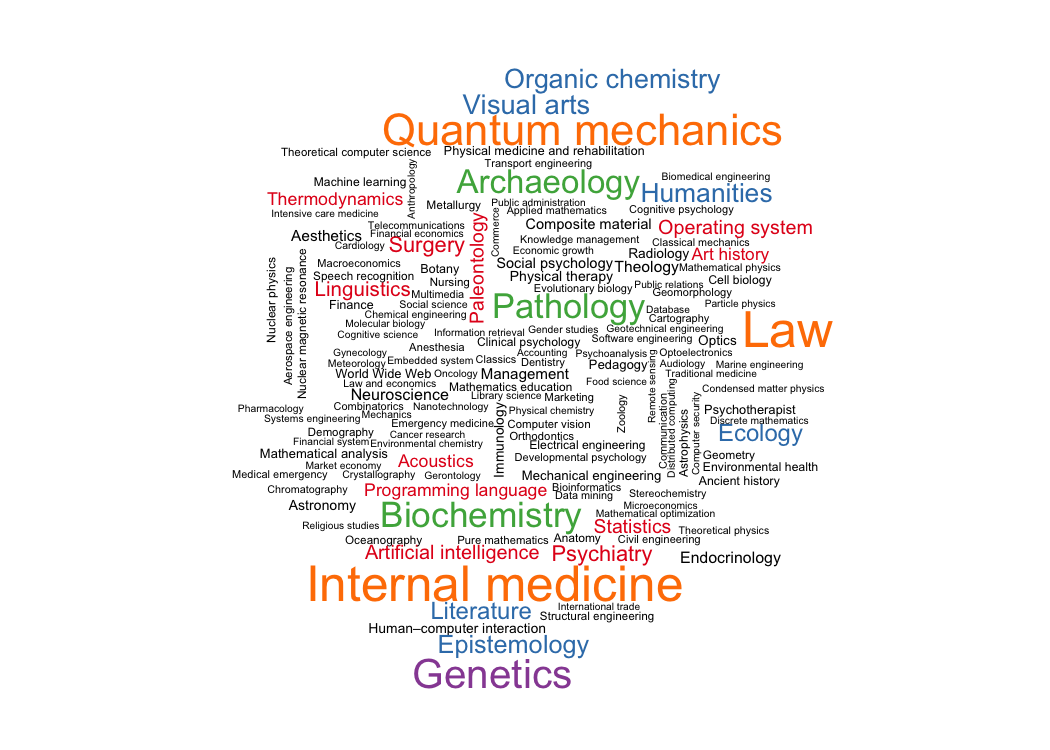 Organic chemistry
Visual arts
Quantum mechanics
Theoretical computer science
Physical medicine and rehabilitation
Transport engineering
Anthropology
Machine learning
Archaeology
Biomedical engineering
Humanities
Thermodynamics
Metallurgy
Public administration
Applied mathematics
Cognitive psychology
Intensive care medicine
Commerce
Telecommunications
Financial economics
Composite material
Operating system
Aesthetics
Cardiology
Surgery
Paleontology
Knowledge management
Classical mechanics
Economic growth
Radiology
Art history
Macroeconomics
Social psychology
Theology
Mathematical physics
Nuclear physics
Aerospace engineering
Nuclear magnetic resonance
Speech recognition
Botany
Physical therapy
Cell biology
Nursing
Evolutionary biology
Public relations
Linguistics
Multimedia
Geomorphology
Finance
Social science
Pathology
Particle physics
Chemical engineering
Database
Cartography
Law
Molecular biology
Cognitive science
Information retrieval
Gender studies
Geotechnical engineering
Clinical psychology
Software engineering
Optics
Anesthesia
Gynecology
Accounting
Psychoanalysis
Optoelectronics
Meteorology
Embedded system
Classics
Dentistry
Pedagogy
Remote sensing
Audiology
Marine engineering
World Wide Web
Oncology
Management
Traditional medicine
Law and economics
Mathematics education
Food science
Condensed matter physics
Neuroscience
Library science
Marketing
Zoology
Communication
Distributed computing
Astrophysics
Computer security
Pharmacology
Combinatorics
Nanotechnology
Immunology
Physical chemistry
Psychotherapist
Systems engineering
Mechanics
Emergency medicine
Computer vision
Discrete mathematics
Demography
Cancer research
Orthodontics
Ecology
Financial system
Environmental chemistry
Electrical engineering
Mathematical analysis
Acoustics
Developmental psychology
Geometry
Market economy
Environmental health
Medical emergency
Crystallography
Gerontology
Mechanical engineering
Ancient history
Chromatography
Programming language
Bioinformatics
Data mining
Stereochemistry
Astronomy
Biochemistry
Microeconomics
Mathematical optimization
Religious studies
Statistics
Theoretical physics
Oceanography
Pure mathematics
Anatomy
Civil engineering
Artificial intelligence
Psychiatry
Endocrinology
Internal medicine
Literature
International trade
Structural engineering
Human–computer interaction
Epistemology
Genetics